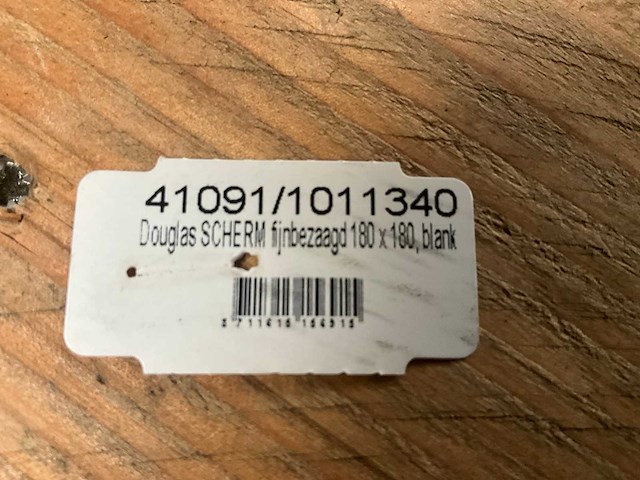 41091/1011340
Douglas SCHERM fijnbezaagd 180 x 180, blank